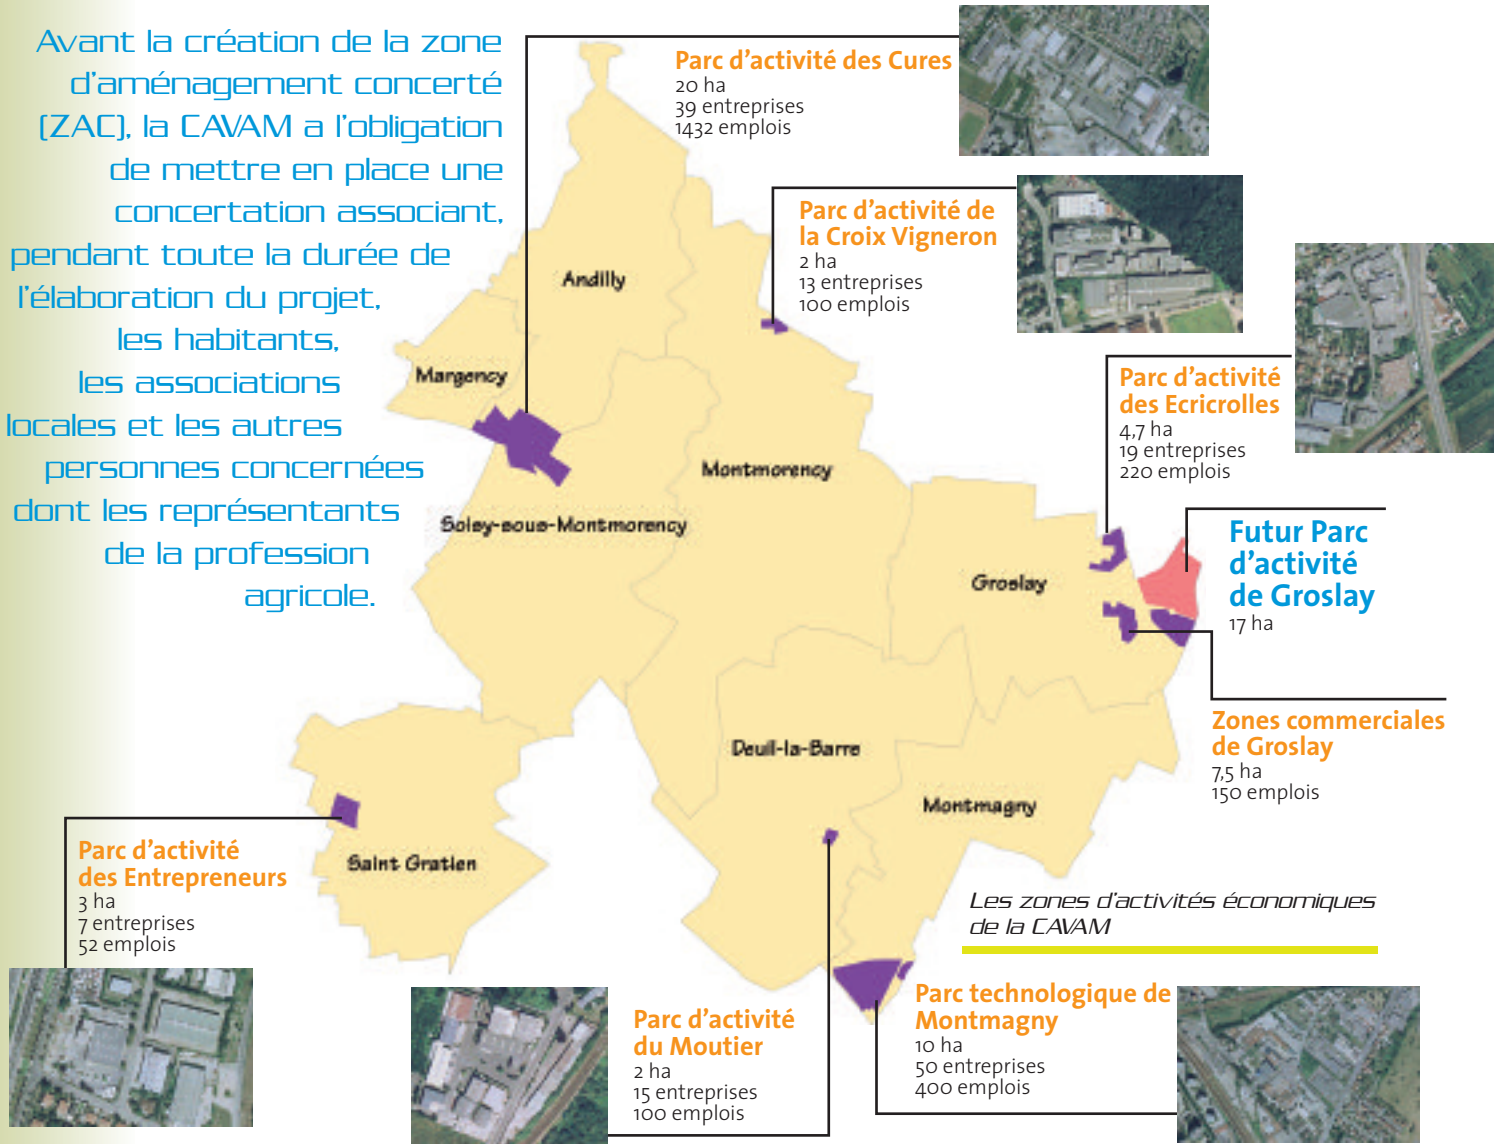 Avant la création de la zone
d'aménagement concerté
(ZAC), la CAVAM a l'obligation
de mettre en place une
concertation associant,
pendant toute la durée de
l'élaboration du projet,
les habitants,
les associations
locales et les autres
personnes concernées
dont les représentants
de la profession
agricole.
Parc d'activité des Cures
20 ha
39 entreprises
1432 emplois
Parc d'activité de
la Croix Vigneron
2 ha
13 entreprises
100 emplois
Parc d'activité
des Ecricrolles
4,7 ha
19 entreprises
220 emplois
Futur Parc
d'activité
de Groslay
17 ha
Zones commerciales
de Groslay
7,5 ha
150 emplois
Andilly
Margency
Montmorency
Soisy-sous-Montmorency
Groslay
Deuil-la-Barre
Montmagny
Saint Gratien
Parc d'activité
des Entrepreneurs
3 ha
7 entreprises
52 emplois
Parc d'activité
du Moutier
2 ha
15 entreprises
100 emplois
Les zones d'activités économiques
de la CAVAM
Parc technologique de
Montmagny
10 ha
50 entreprises
400 emplois